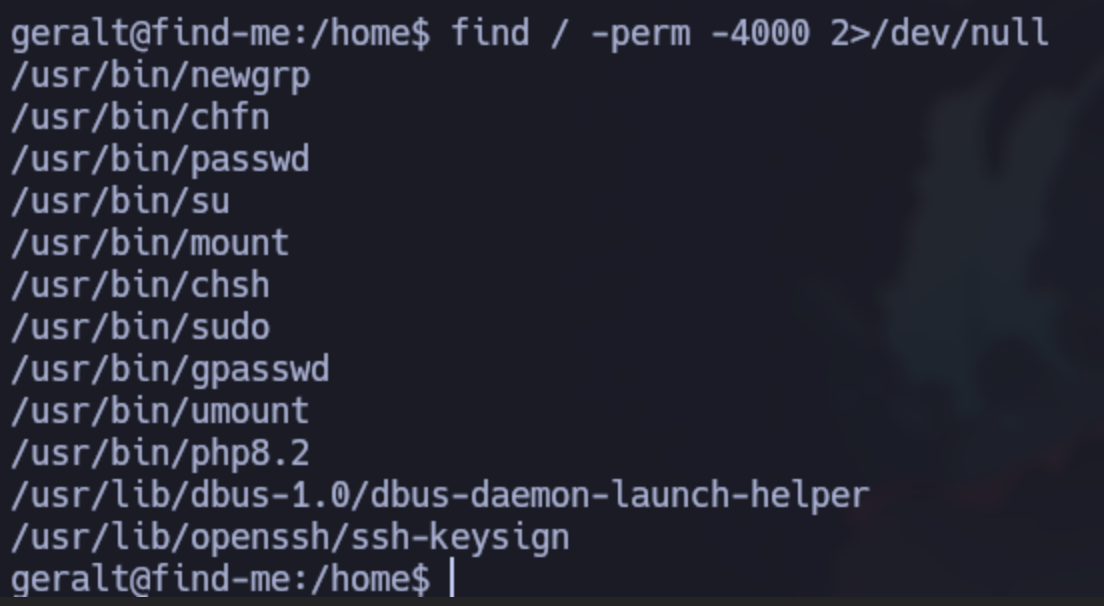 geralt@find-me:/home$ find / -perm -4000 2>/dev/null
/usr/bin/newgrp
/usr/bin/chfn
/usr/bin/passwd
/usr/bin/su
/usr/bin/mount
/usr/bin/chsh
/usr/bin/sudo
/usr/bin/gpasswd
/usr/bin/umount
/usr/bin/php8.2
/usr/lib/dbus-1.0/dbus-daemon-launch-helper
/usr/lib/openssh/ssh-keysign
geralt@find-me:/home$